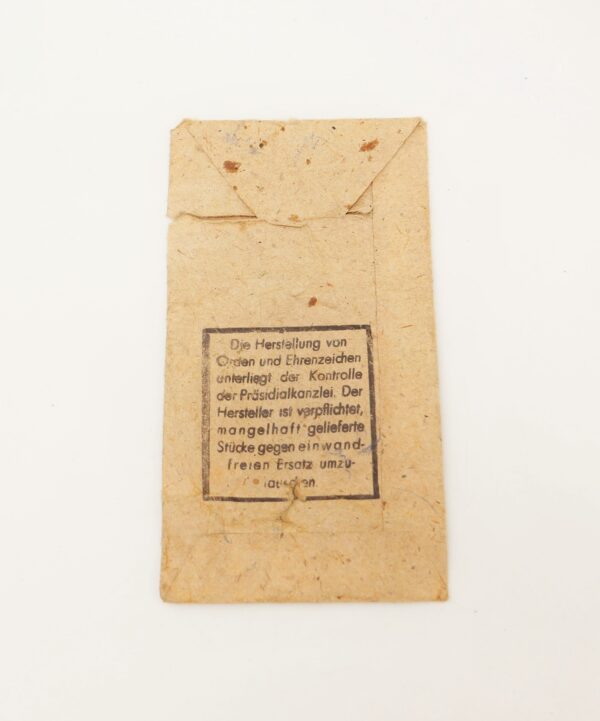 Die Herstellung von
Orden und Ehrenzeichen
unterliegt der Kontrolle
der Präsidialkanzlei. Der
Hersteller ist verpflichtet,
mangelhaft gelieferte
Stücke gegen einwand-
freien Ersatz umzu-
tauschen.